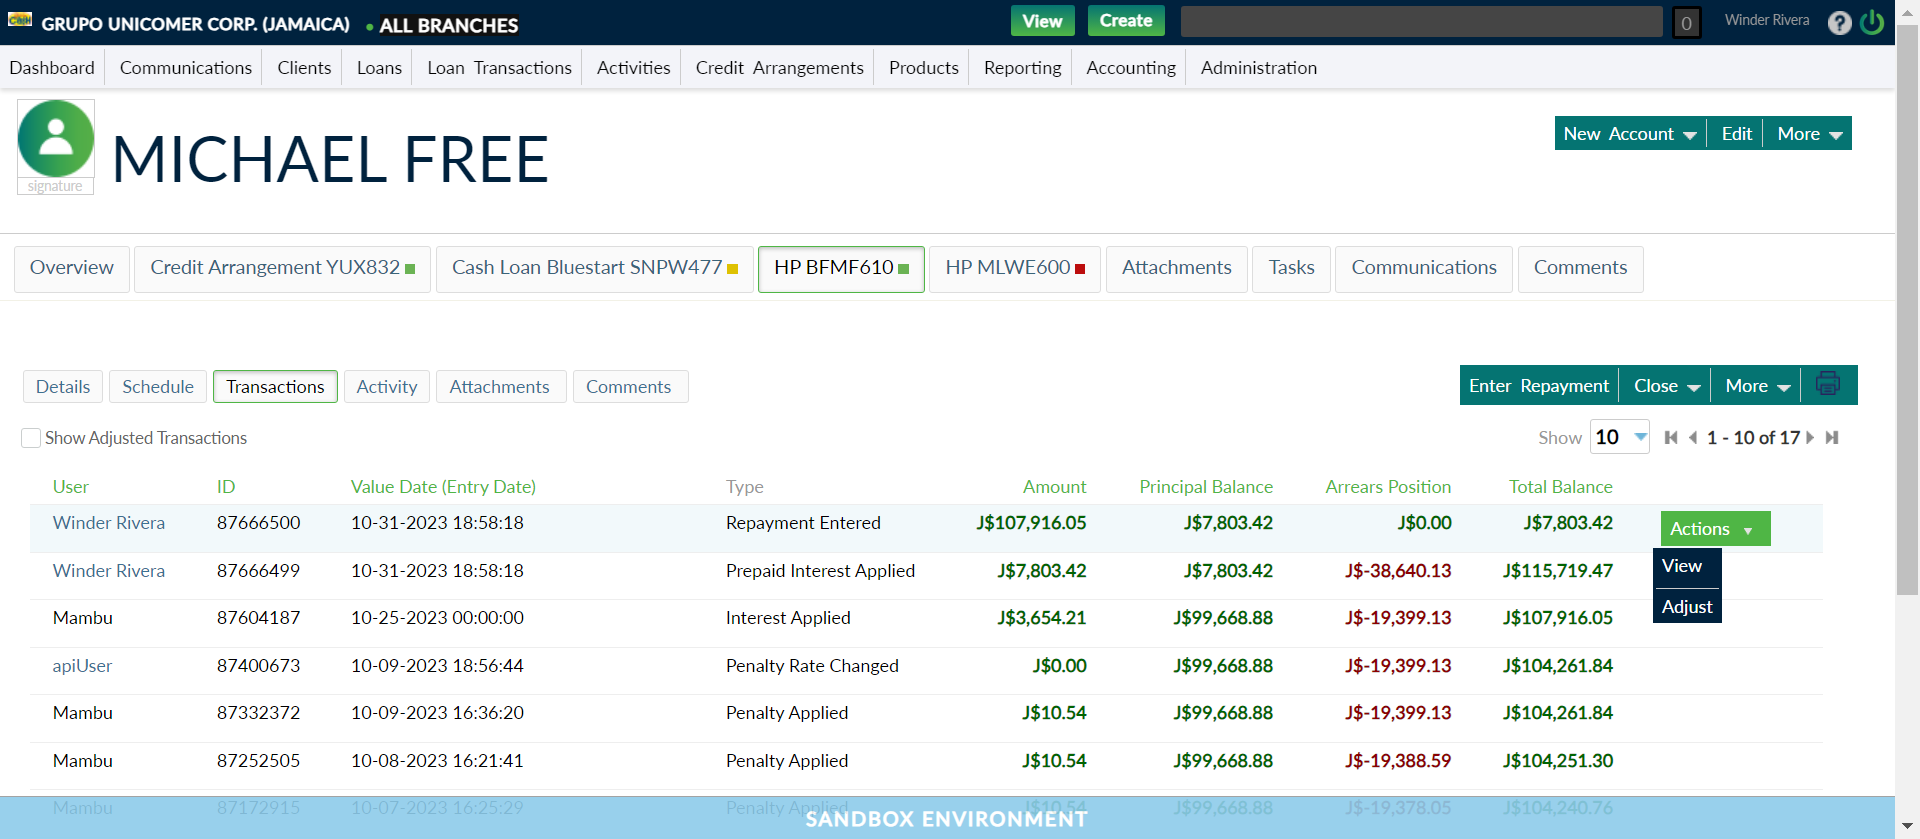 Cash GRUPO UNICOMER CORP. (JAMAICA) • ALL BRANCHES View Create 0 Winder Rivera ?
Dashboard Communications Clients Loans Loan Transactions Activities Credit Arrangements Products Reporting Accounting Administration
signature
MICHAEL FREE
New Account Edit More
Overview Credit Arrangement YUX832 Cash Loan Bluestart SNPW477 HP BFMF610 HP MLWE600 Attachments Tasks Communications Comments
Details Schedule Transactions Activity Attachments Comments Enter Repayment Close More
Show Adjusted Transactions Show 10 1 - 10 of 17
User ID Value Date (Entry Date) Type Amount Principal Balance Arrears Position Total Balance
Winder Rivera 87666500 10-31-2023 18:58:18 Repayment Entered J$107,916.05 J$7,803.42 J$0.00 J$7,803.42 Actions
View
Winder Rivera 87666499 10-31-2023 18:58:18 Prepaid Interest Applied J$7,803.42 J$7,803.42 J$-38,640.13 J$115,719.47
Adjust
Mambu 87604187 10-25-2023 00:00:00 Interest Applied J$3,654.21 J$99,668.88 J$-19,399.13 J$107,916.05
apiUser 87400673 10-09-2023 18:56:44 Penalty Rate Changed J$0.00 J$99,668.88 J$-19,399.13 J$104,261.84
Mambu 87332372 10-09-2023 16:36:20 Penalty Applied J$10.54 J$99,668.88 J$-19,399.13 J$104,261.84
Mambu 87252505 10-08-2023 16:21:41 Penalty Applied J$10.54 J$99,668.88 J$-19,388.59 J$104,251.30
Mambu 87172915 10-07-2023 16:25:29 Penalty Applied J$10.54 J$99,668.88 J$-19,378.05 J$104,240.76
SANDBOX ENVIRONMENT